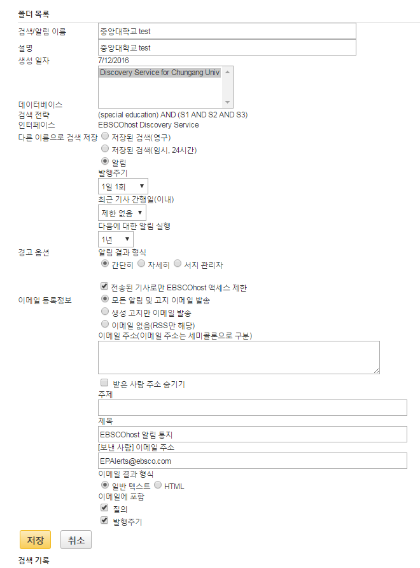 폴더 목록
검색/알림 이름 중앙대학교 test
설명 중앙대학교 test
생성 일자 7/12/2016
데이터베이스 Discovery Service for Chungang Univ
검색 전략 (special education) AND (S1 AND S2 AND S3)
인터페이스 EBSCOhost Discovery Service
다른 이름으로 검색 저장 저장된 검색(영구)
저장된 검색(임시, 24시간)
알림
발행주기
1일 1회
최근 기사 간행일(이내)
제한 없음
다음에 대한 알림 실행
1년
경고 옵션 알림 결과 형식
간단히 자세히 서지 관리자
전송된 기사로만 EBSCOhost 액세스 제한
이메일 등록정보 모든 알림 및 고지 이메일 발송
생성 고지만 이메일 발송
이메일 없음(RSS만 해당)
이메일 주소(이메일 주소는 세미콜론으로 구분)
받은 사람 주소 숨기기
주제
제목
EBSCOhost 알림 통지
[보낸 사람] 이메일 주소
EPAlerts@ebsco.com
이메일 결과 형식
일반 텍스트 HTML
이메일에 포함
질의
발행주기
저장 취소
검색 기록